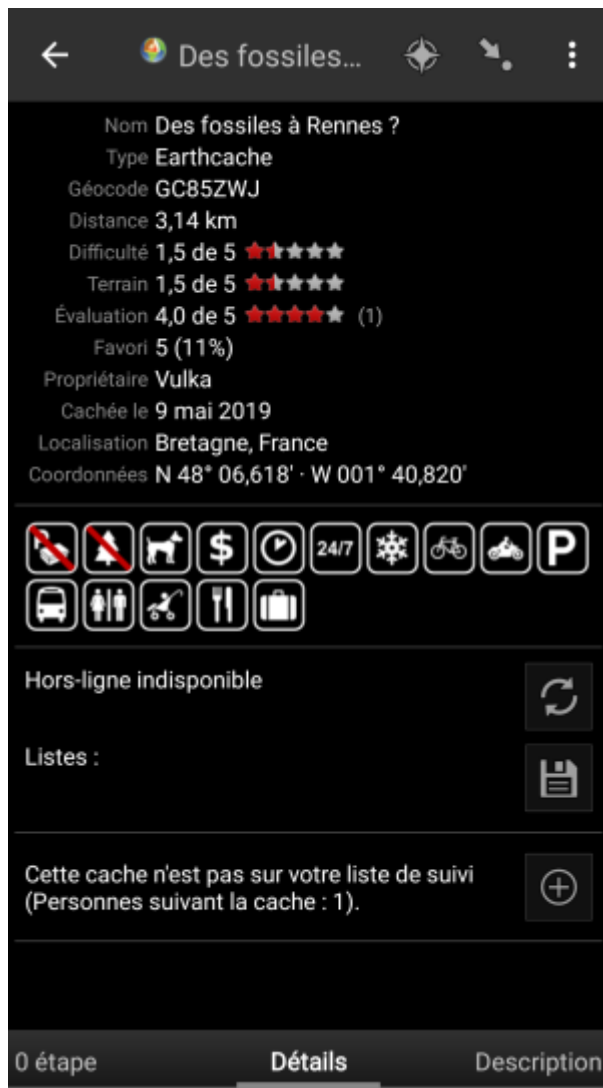 Des fossiles...
Nom Des fossiles à Rennes ?
Type Earthcache
Géocode GC85ZWJ
Distance 3,14 km
Difficulté 1,5 de 5
Terrain 1,5 de 5
Évaluation 4,0 de 5 (1)
Favori 5 (11%)
Propriétaire Vulka
Cachée le 9 mai 2019
Localisation Bretagne, France
Coordonnées N 48° 06,618' · W 001° 40,820'
$ 24/7 P
Hors-ligne indisponible
Listes :
Cette cache n'est pas sur votre liste de suivi
(Personnes suivant la cache : 1).
0 étape Détails Description